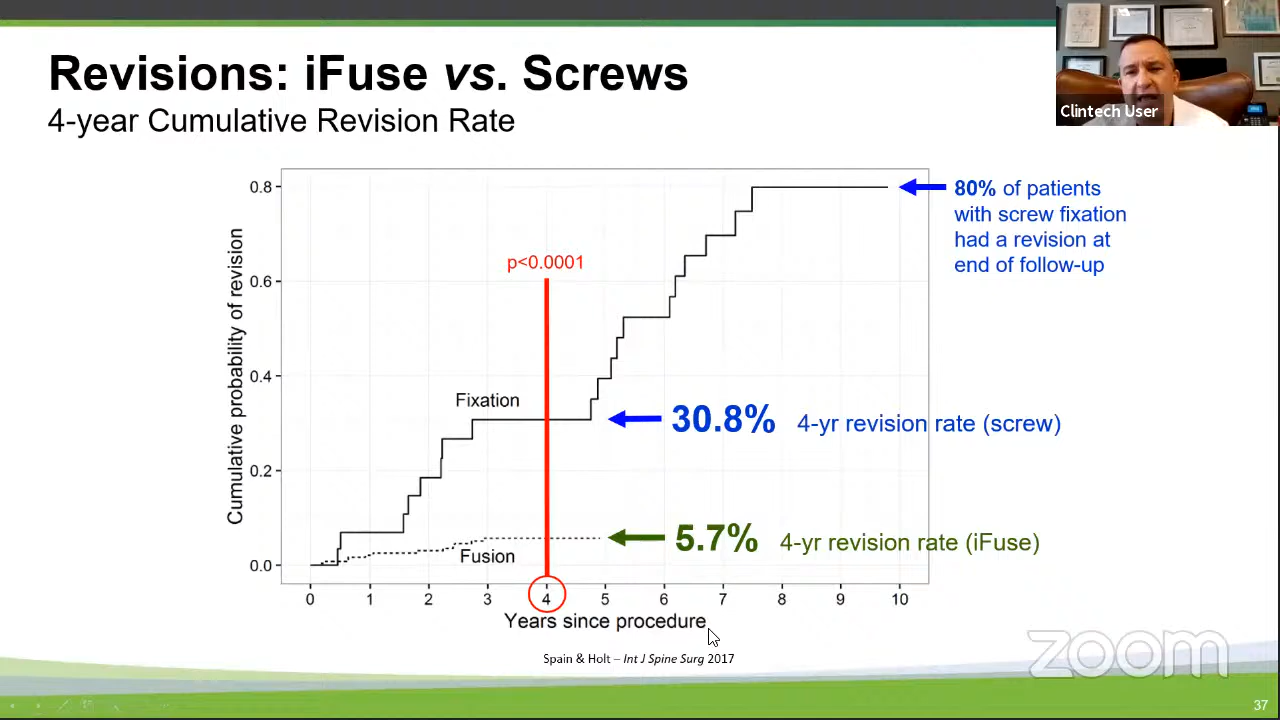 Revisions: iFuse vs. Screws
4-year Cumulative Revision Rate
Clintech User
Cumulative probability of revision
0.8
0.6
0.4
0.2
0.0
p<0.0001
Fixation
Fusion
80% of patients
with screw fixation
had a revision at
end of follow-up
30.8% 4-yr revision rate (screw)
5.7% 4-yr revision rate (iFuse)
0 1 2 3 4 5 6 7 8 9 10
Years since procedure
Spain & Holt – Int J Spine Surg 2017
zoom
37